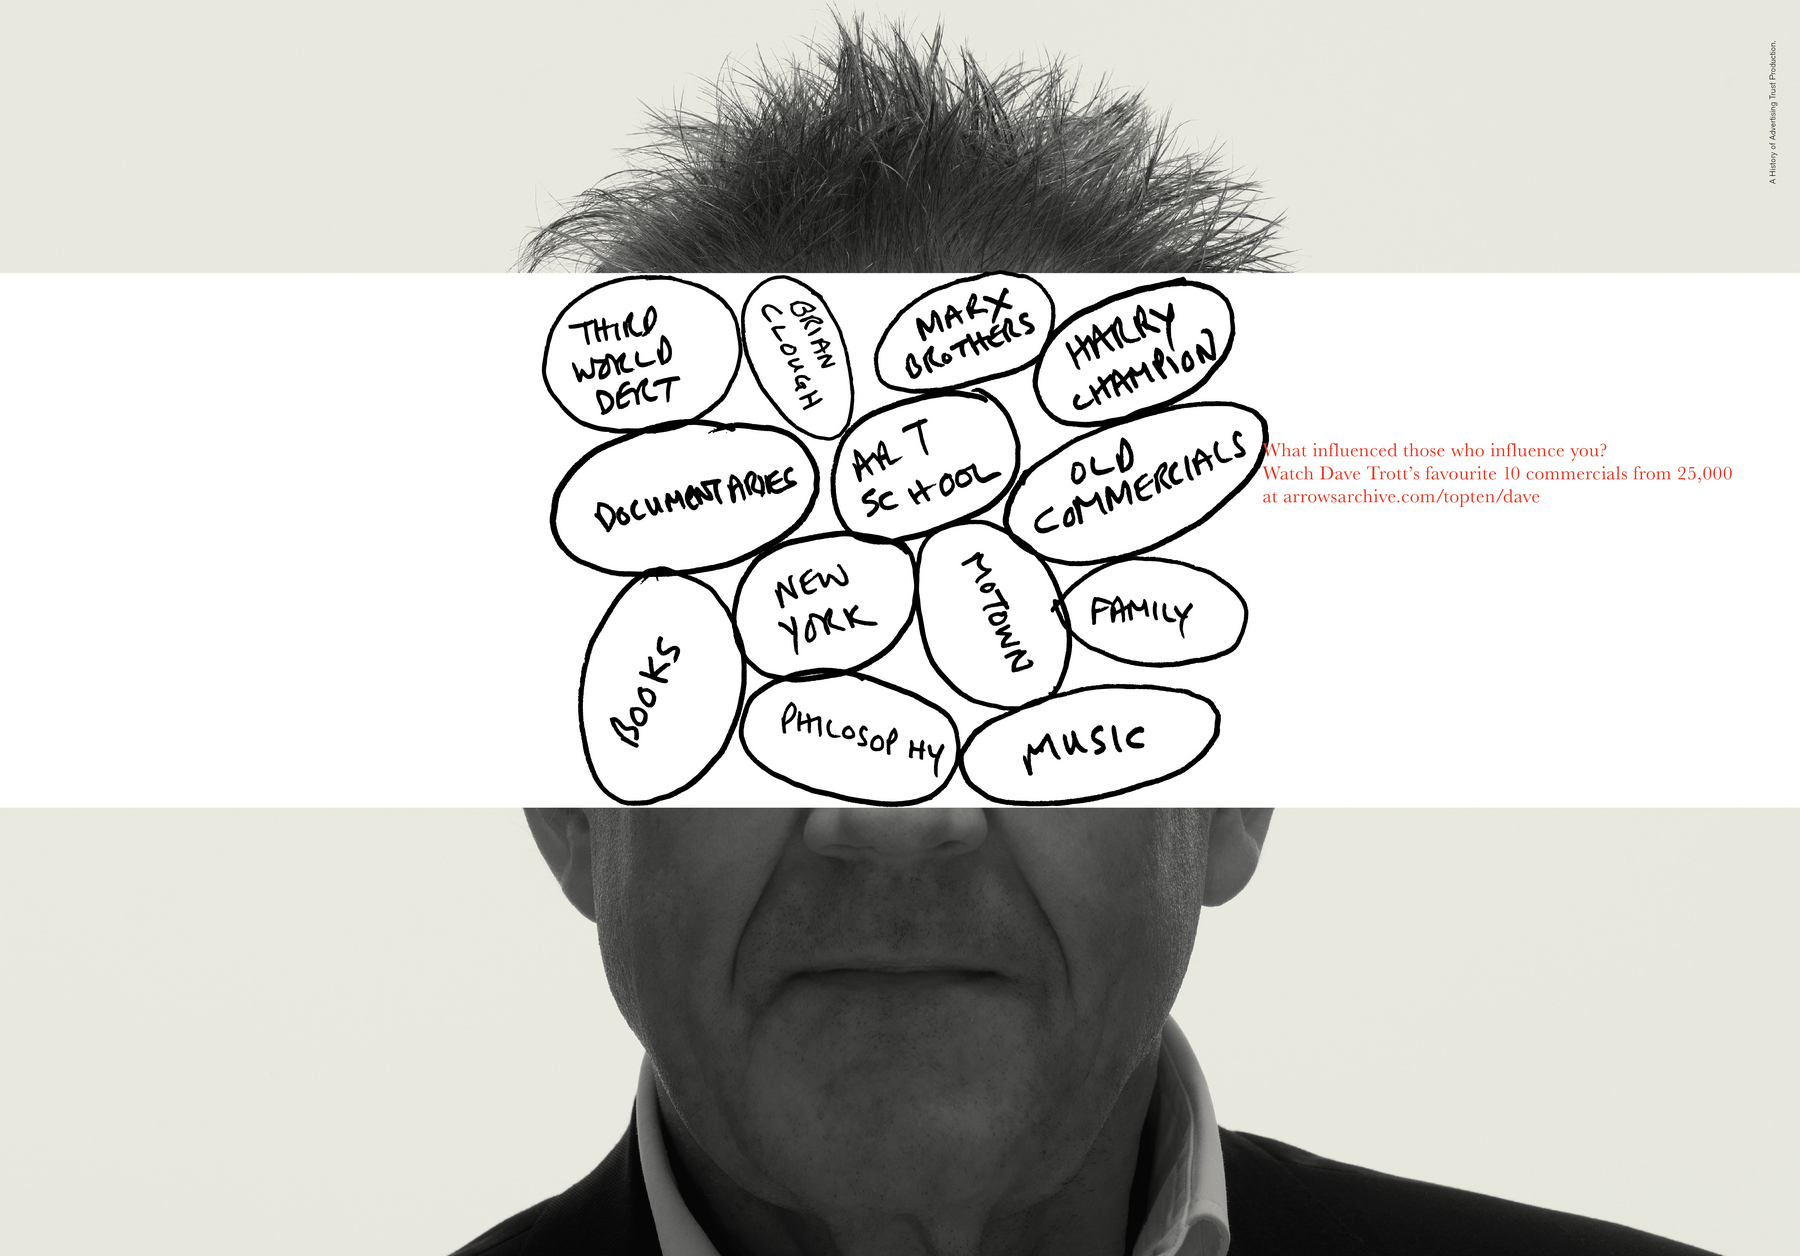 THIRD
WORLD
DEBT
BRIAN
CLOUGH
MARX
BROTHERS
HARRY
CHAMPION
DOCUMENTARIES
ART
SCHOOL
OLD
COMMERCIALS
What influenced those who influence you?
Watch Dave Trott’s favourite 10 commercials from 25,000
at arrowsarchive.com/topten/dave
BOOKS
NEW
YORK
MOTOWN
FAMILY
PHILOSOPHY
MUSIC
A History of Advertising Trust Production.